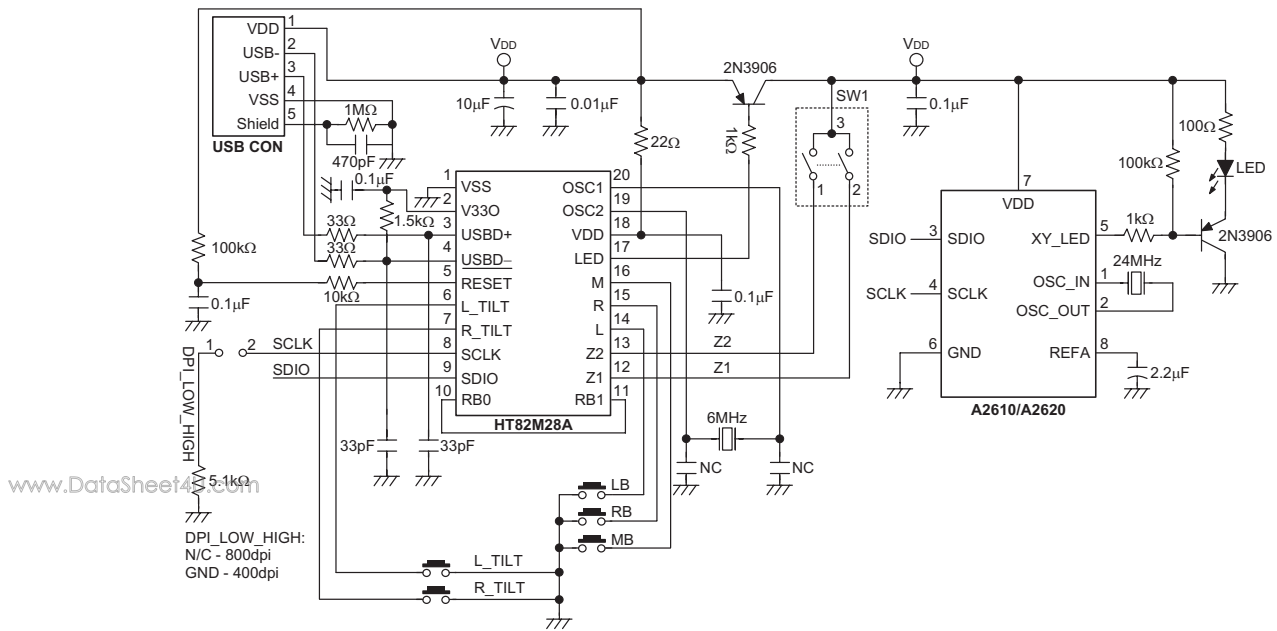 VDD 1
USB- 2
USB+ 3
VSS 4
Shield 5
USB CON
1MΩ
470pF
VDD
10μF
0.01μF
22Ω
2N3906
1kΩ
SW1
3
1
2
VDD
0.1μF
100Ω
LED
100kΩ
1kΩ
2N3906
0.1μF
1.5kΩ
33Ω
33Ω
10kΩ
100kΩ
0.1μF
1 VSS
2 V33O
3 USBD+
4 USBD–
5 RESET
6 L_TILT
7 R_TILT
8 SCLK
9 SDIO
10 RB0
OSC1 20
OSC2 19
VDD 18
LED 17
M 16
R 15
L 14
Z2 13
Z1 12
RB1 11
HT82M28A
0.1μF
Z2
Z1
SCLK
SDIO
1 2
DPI_LOW_HIGH
5.1kΩ
33pF
33pF
6MHz
NC
NC
LB
RB
MB
L_TILT
R_TILT
7
VDD
SDIO 3 SDIO
SCLK 4 SCLK
6 GND
XY_LED 5
OSC_IN 1
OSC_OUT 2
REFA 8
24MHz
2.2μF
A2610/A2620
www.DataSheet4U.com
DPI_LOW_HIGH:
N/C - 800dpi
GND - 400dpi